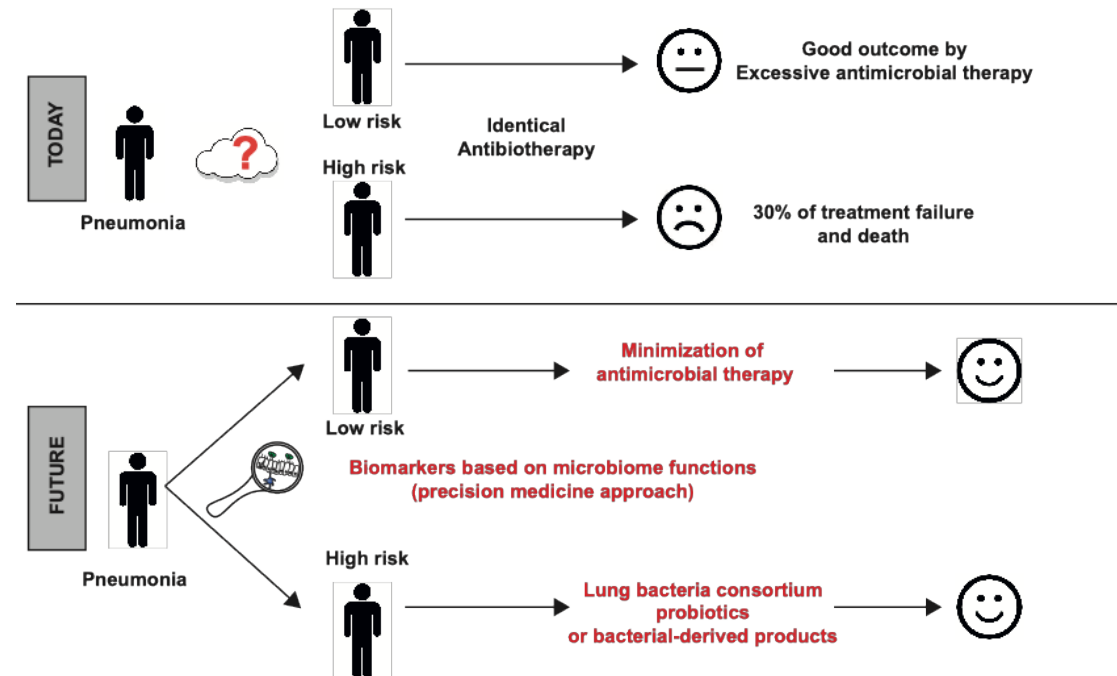 TODAY
Pneumonia
?
Low risk
High risk
Identical
Antibiotherapy
Good outcome by
Excessive antimicrobial therapy
30% of treatment failure
and death
FUTURE
Pneumonia
Low risk
Minimization of
antimicrobial therapy
Biomarkers based on microbiome functions
(precision medicine approach)
High risk
Lung bacteria consortium
probiotics
or bacterial-derived products